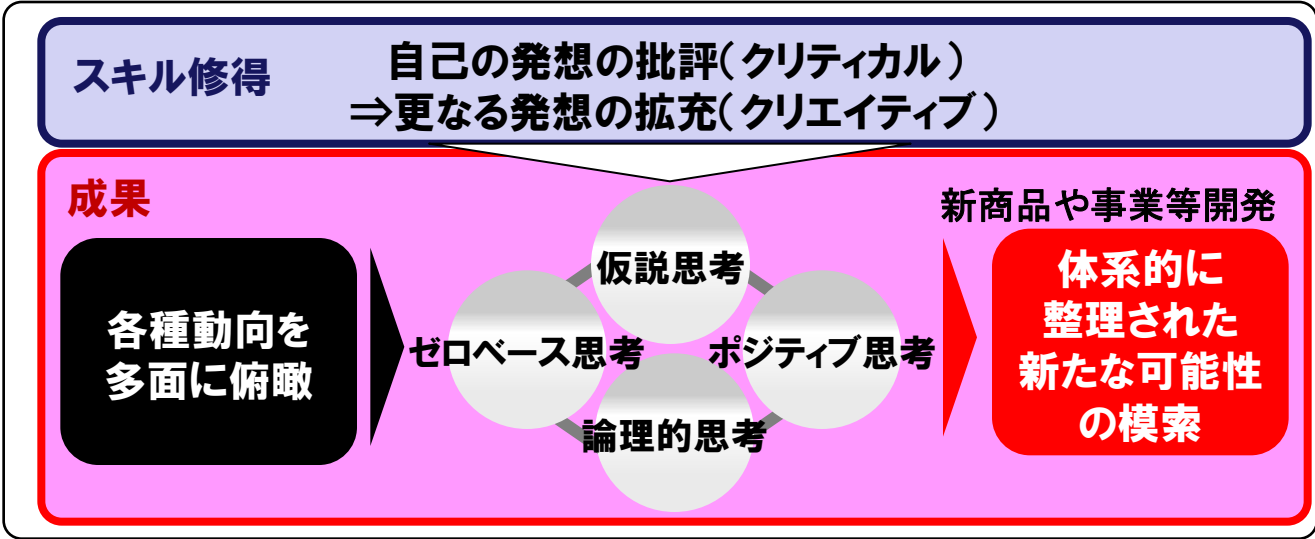 スキル修得
自己の発想の批評(クリティカル)
⇒更なる発想の拡充(クリエイティブ)
成果
各種動向を
多面に俯瞰
仮説思考
ゼロベース思考
ポジティブ思考
論理的思考
新商品や事業等開発
体系的に
整理された
新たな可能性
の模索